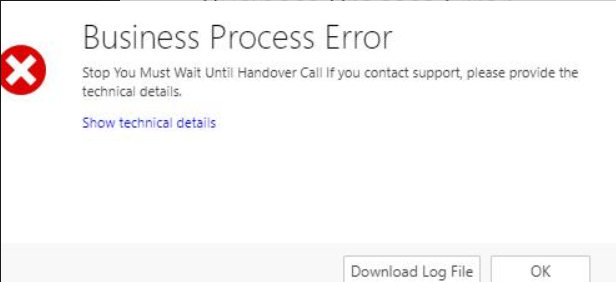 Business Process Error
Stop You Must Wait Until Handover Call If you contact support, please provide the
technical details.
Show technical details
Download Log File
OK